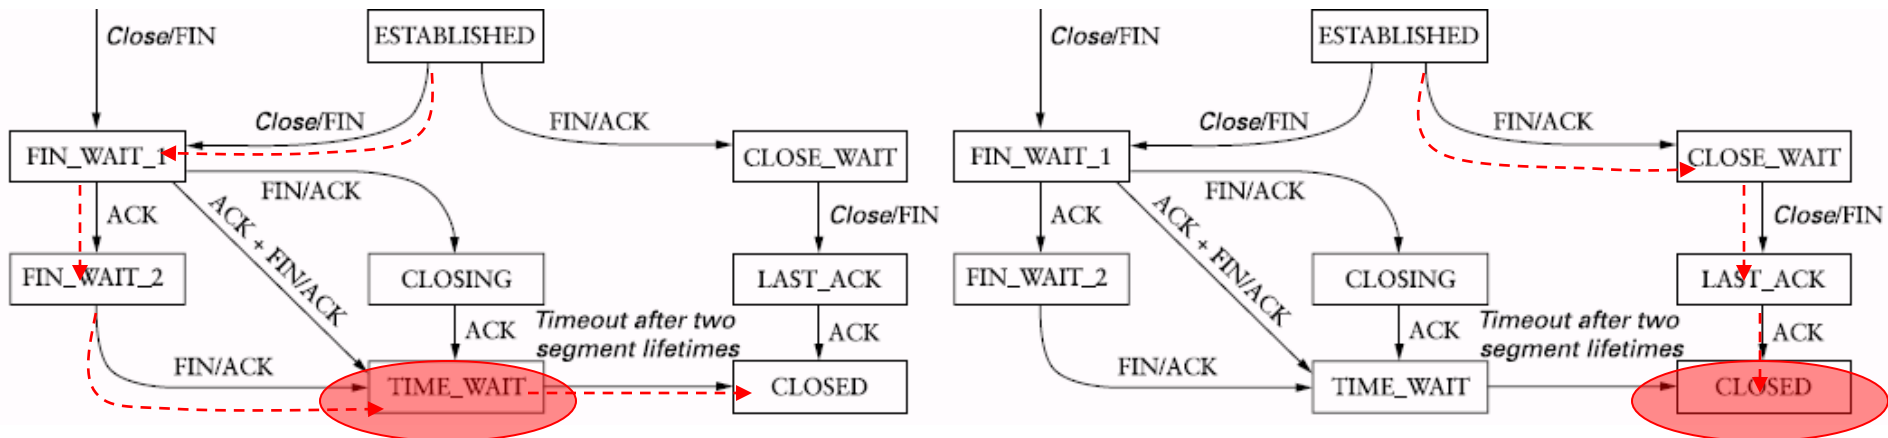 Close/FIN
ESTABLISHED
Close/FIN
FIN/ACK
FIN_WAIT_1
CLOSE_WAIT
FIN/ACK
ACK
ACK + FIN/ACK
Close/FIN
FIN_WAIT_2
CLOSING
LAST_ACK
ACK
Timeout after two
segment lifetimes
ACK
FIN/ACK
TIME_WAIT
CLOSED
Close/FIN
ESTABLISHED
Close/FIN
FIN/ACK
FIN_WAIT_1
CLOSE_WAIT
FIN/ACK
ACK
ACK + FIN/ACK
Close/FIN
FIN_WAIT_2
CLOSING
LAST_ACK
ACK
Timeout after two
segment lifetimes
ACK
FIN/ACK
TIME_WAIT
CLOSED